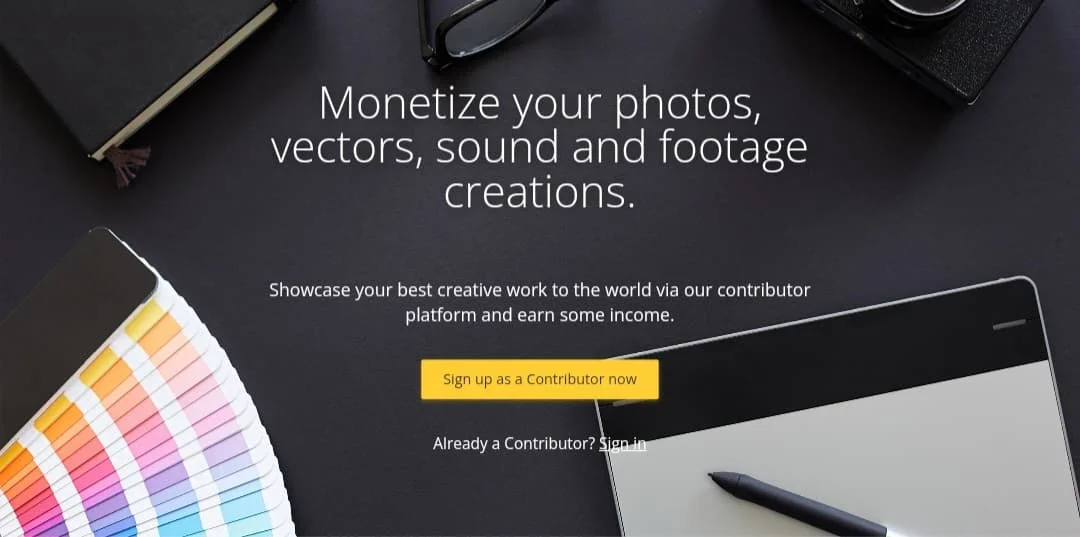 Monetize your photos,
vectors, sound and footage
creations.
Showcase your best creative work to the world via our contributor
platform and earn some income.
Sign up as a Contributor now
Already a Contributor? Sign in